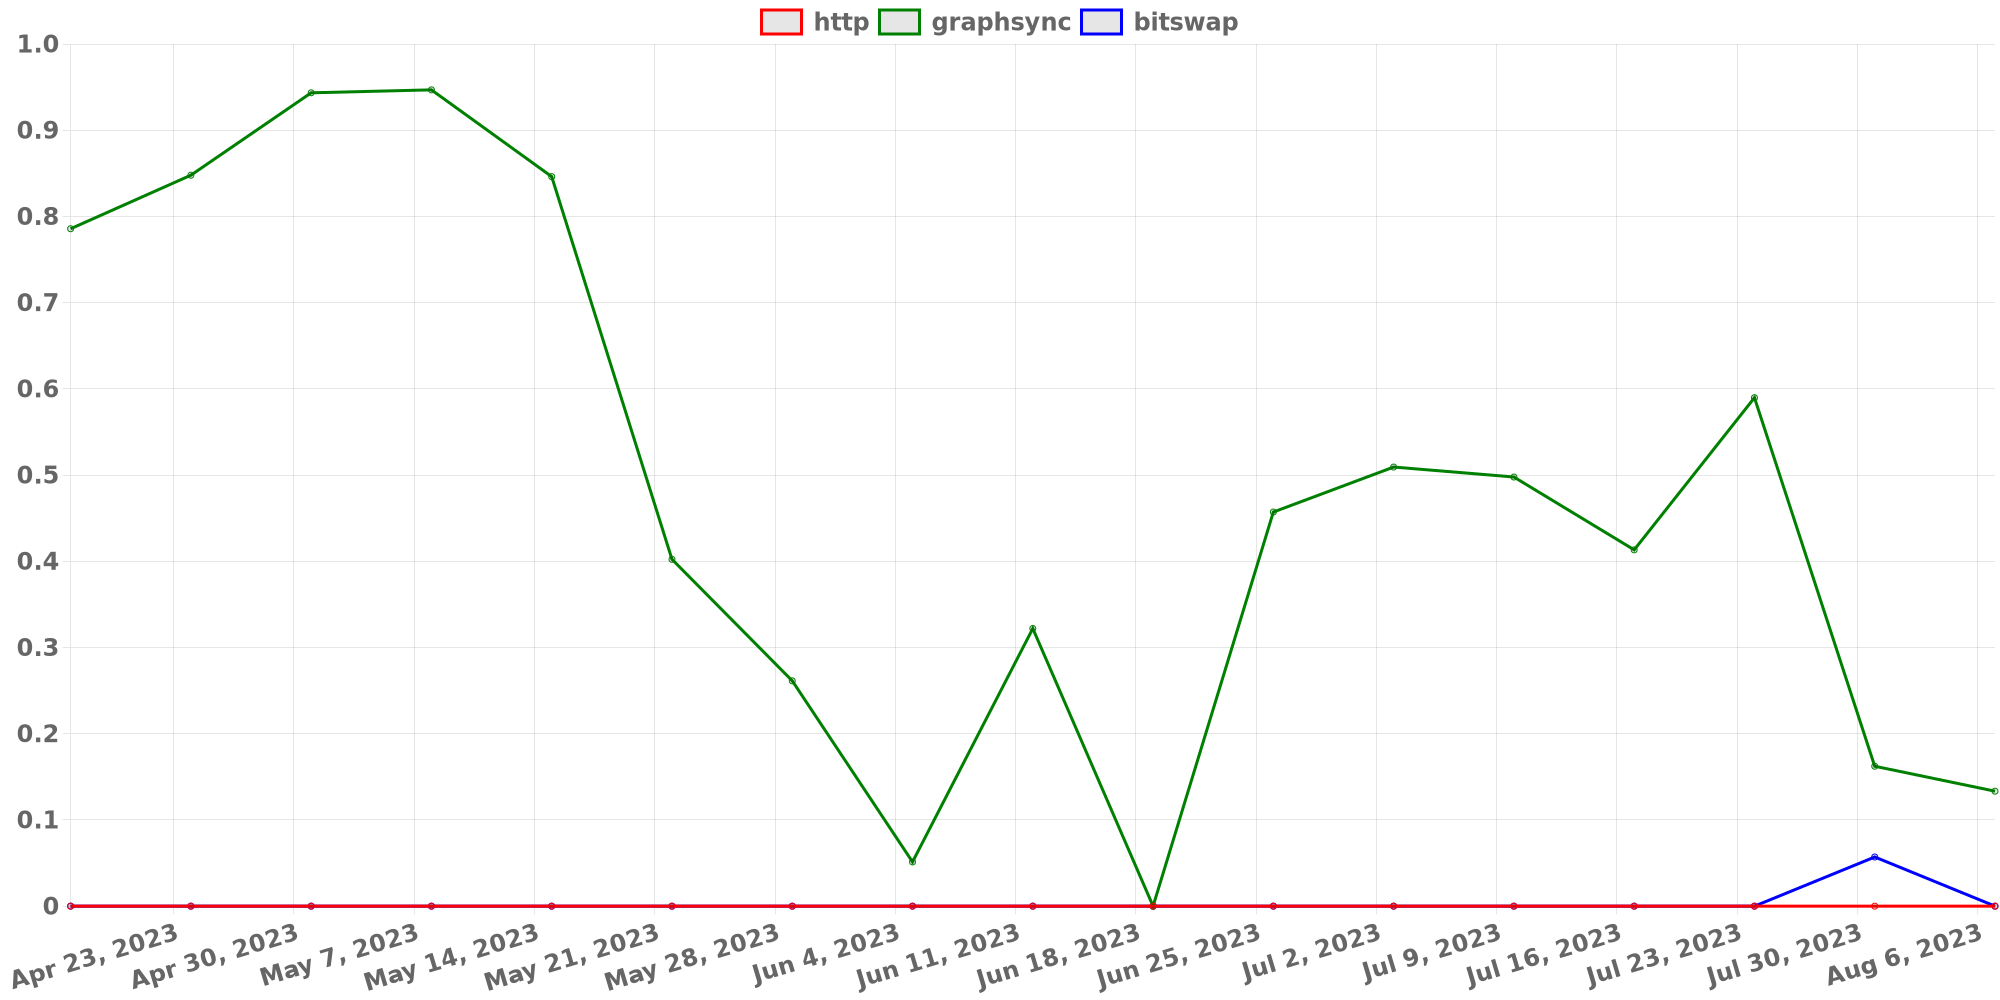 http graphsync bitswap
1.0
0.9
0.8
0.7
0.6
0.5
0.4
0.3
0.2
0.1
0
Apr 23, 2023
Apr 30, 2023
May 7, 2023
May 14, 2023
May 21, 2023
May 28, 2023
Jun 4, 2023
Jun 11, 2023
Jun 18, 2023
Jun 25, 2023
Jul 2, 2023
Jul 9, 2023
Jul 16, 2023
Jul 23, 2023
Jul 30, 2023
Aug 6, 2023